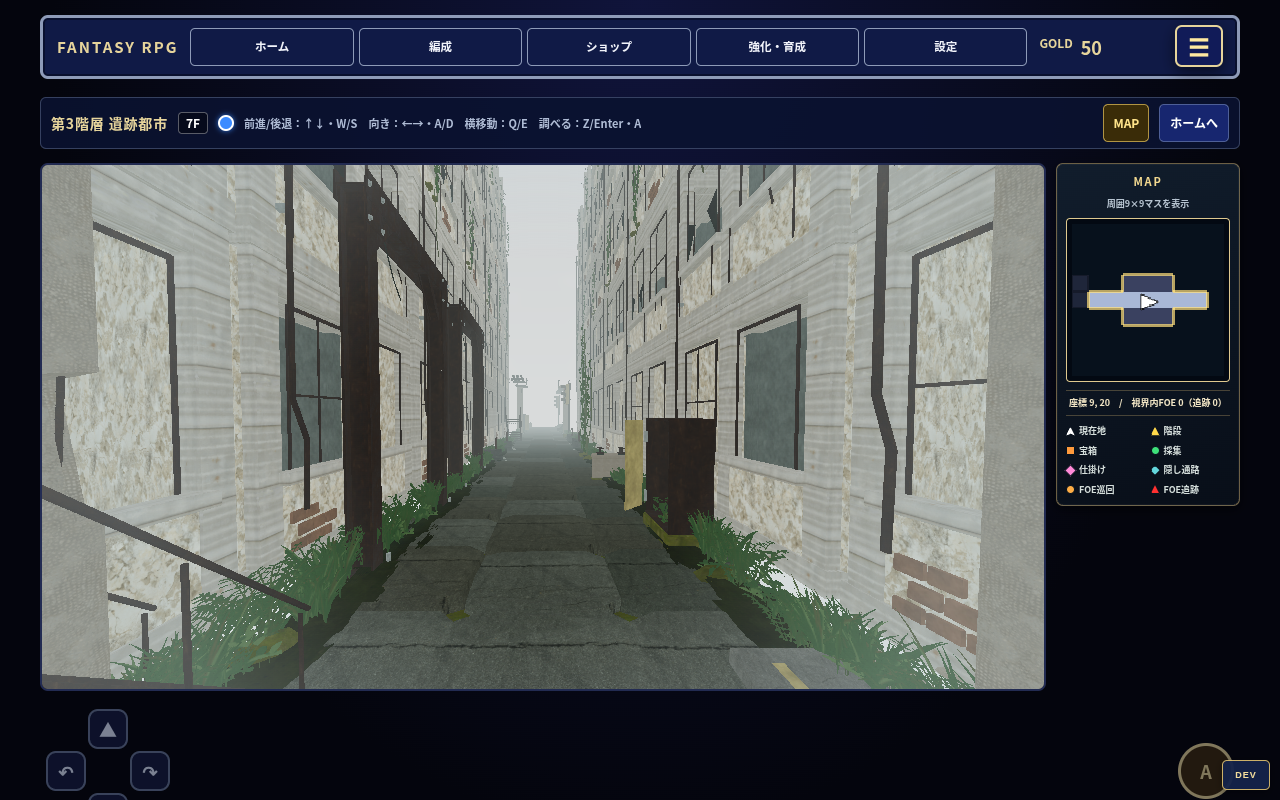 FANTASY RPG
ホーム
編成
ショップ
強化・育成
設定
GOLD 50
第3階層 遺跡都市
7F
前進/後退：↑↓・W/S 向き：←→・A/D 横移動：Q/E 調べる：Z/Enter・A
MAP
ホームへ
MAP
周囲9×9マスを表示
座標 9, 20 / 視界内FOE 0（追跡 0）
現在地
階段
宝箱
採集
仕掛け
隠し通路
FOE巡回
FOE追跡
A
DEV